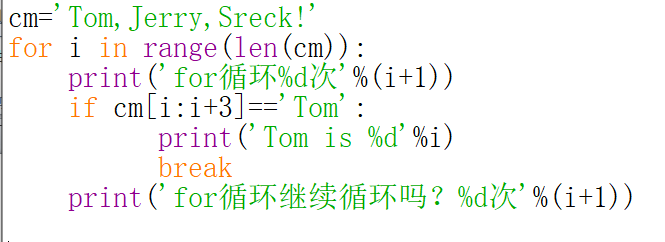 cm='Tom,Jerry,Sreck!'
for i in range(len(cm)):
    print('for循环%d次'%(i+1))
    if cm[i:i+3]=='Tom':
        print('Tom is %d'%i)
        break
    print('for循环继续循环吗？%d次'%(i+1))